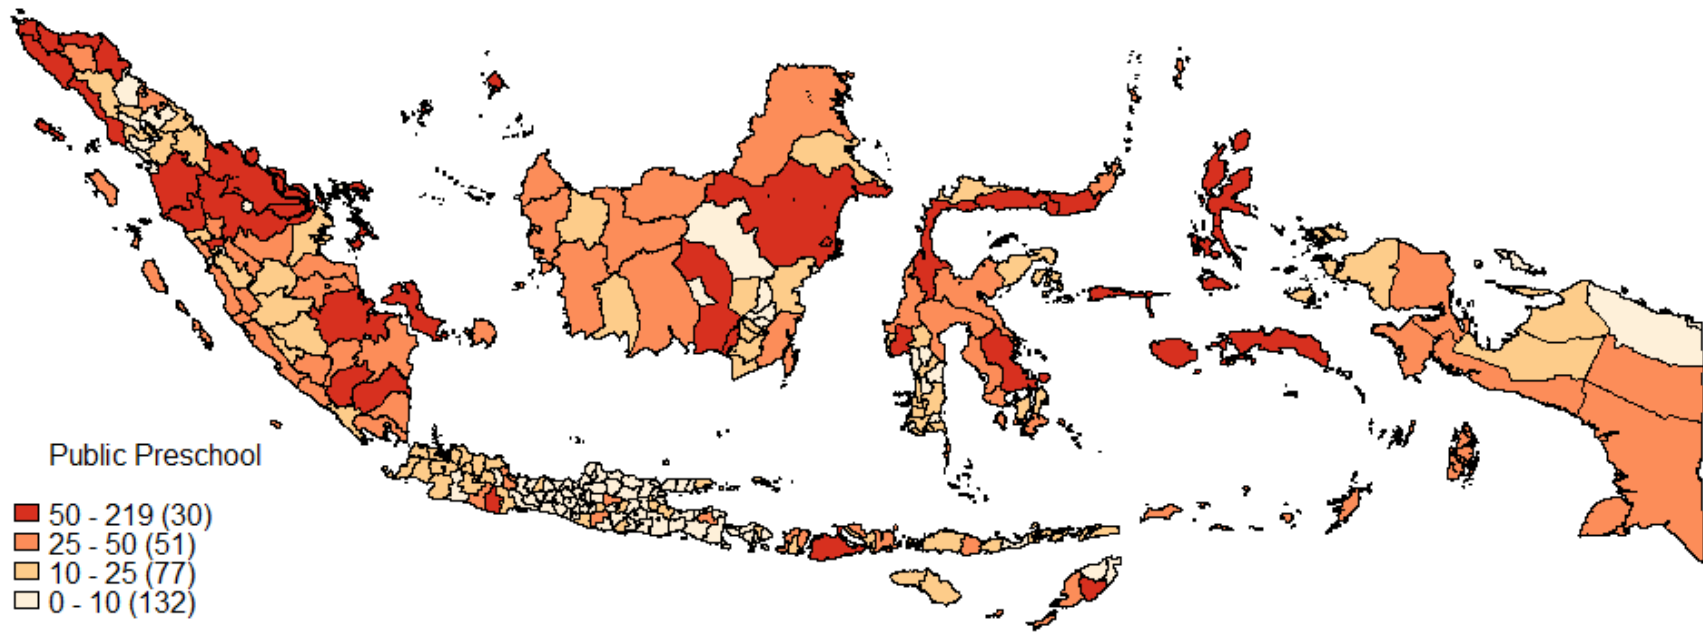 Public Preschool
50 - 219 (30)
25 - 50 (51)
10 - 25 (77)
0 - 10 (132)